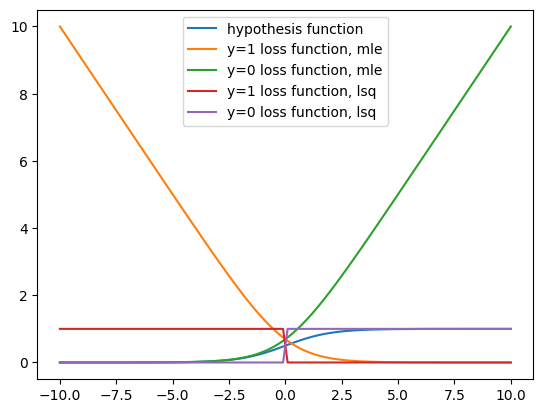 hypothesis function
y=1 loss function, mle
y=0 loss function, mle
y=1 loss function, lsq
y=0 loss function, lsq
10
8
6
4
2
0
−10.0 −7.5 −5.0 −2.5 0.0 2.5 5.0 7.5 10.0